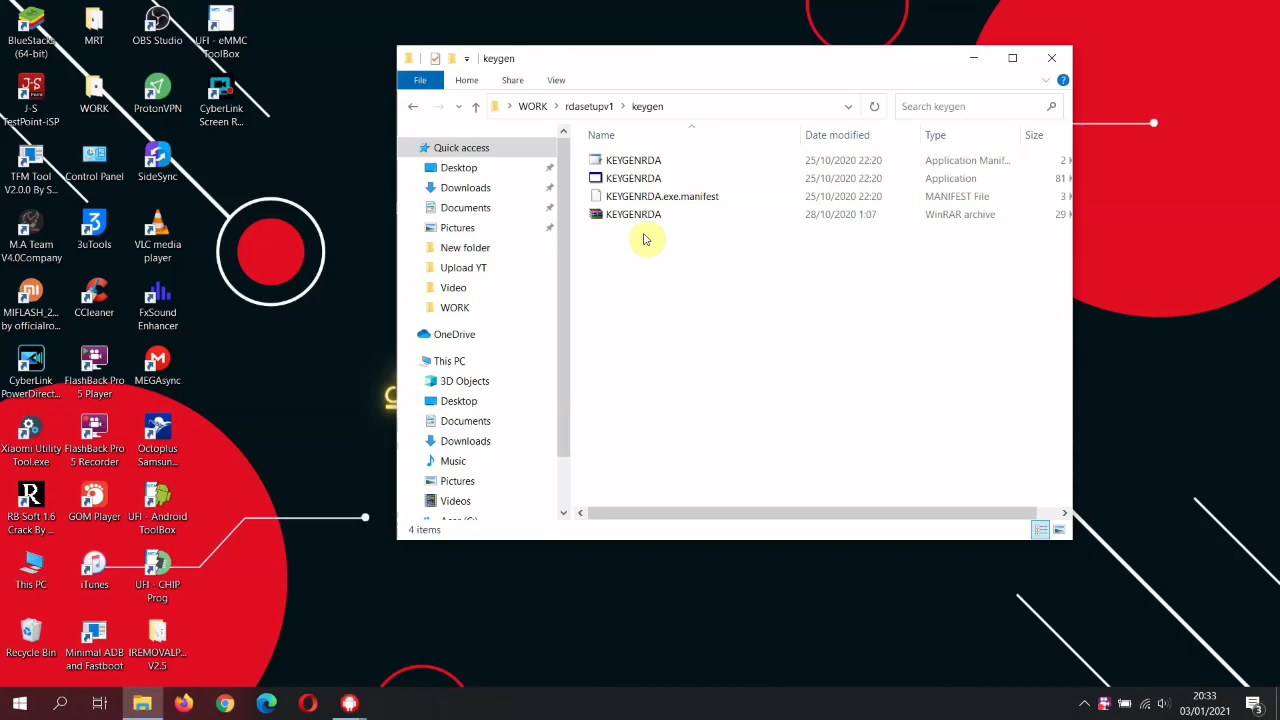 BlueStacks
(64-bit)
MRT
OBS Studio
UFI - eMMC
ToolBox
J-S
TestPoint-iSP
WORK
ProtonVPN
CyberLink
Screen R...
TFM Tool
V2.0.0 By S...
Control Panel
SideSync
M.A Team
V4.0Company
3uTools
VLC media
player
MIFLASH_2...
by officialro...
CCleaner
FxSound
Enhancer
CyberLink
PowerDirect...
FlashBack Pro
5 Player
MEGAsync
Xiaomi Utility
Tool.exe
FlashBack Pro
5 Recorder
Octoplus
Samsun...
RB Soft 1.6
Crack By ...
GOM Player
UFI - Android
ToolBox
This PC
iTunes
UFI - CHIP
Prog
Recycle Bin
Minimal ADB
and Fastboot
IREMOVALP...
V2.5
keygen
File Home Share View
WORK rdasetupv1 keygen
Search keygen
Name Date modified Type Size
KEYGENRDA 25/10/2020 22:20 Application Manif... 2 K
KEYGENRDA 25/10/2020 22:20 Application 81 K
KEYGENRDA.exe.manifest 25/10/2020 22:20 MANIFEST File 3 K
KEYGENRDA 28/10/2020 1:07 WinRAR archive 29 K
Quick access
Desktop
Downloads
Documents
Pictures
New folder
Upload YT
Video
WORK
OneDrive
This PC
3D Objects
Desktop
Documents
Downloads
Music
Pictures
Videos
4 items
20:33
03/01/2021
3